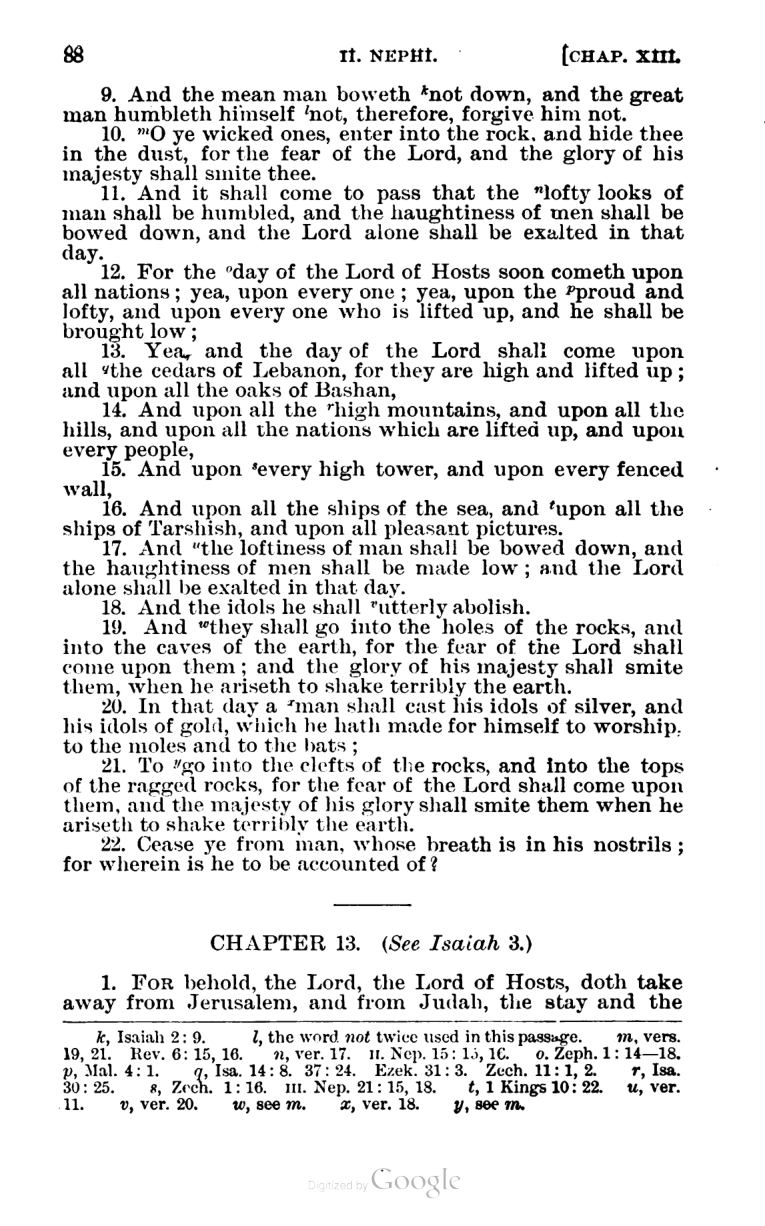 88 II. NEPHI. [CHAP. XIII.
9. And the mean man boweth ᵏnot down, and the great
man humbleth himself ˡnot, therefore, forgive him not.
10. ᵐO ye wicked ones, enter into the rock, and hide thee
in the dust, for the fear of the Lord, and the glory of his
majesty shall smite thee.
11. And it shall come to pass that the ⁿlofty looks of
man shall be humbled, and the haughtiness of men shall be
bowed down, and the Lord alone shall be exalted in that
day.
12. For the ᵒday of the Lord of Hosts soon cometh upon
all nations; yea, upon every one; yea, upon the ᵖproud and
lofty, and upon every one who is lifted up, and he shall be
brought low;
13. Yea, and the day of the Lord shall come upon
all qthe cedars of Lebanon, for they are high and lifted up;
and upon all the oaks of Bashan,
14. And upon all the ʳhigh mountains, and upon all the
hills, and upon all the nations which are lifted up, and upon
every people,
15. And upon ˢevery high tower, and upon every fenced
wall,
16. And upon all the ships of the sea, and ᵗupon all the
ships of Tarshish, and upon all pleasant pictures.
17. And ᵘthe loftiness of man shall be bowed down, and
the haughtiness of men shall be made low; and the Lord
alone shall be exalted in that day.
18. And the idols he shall ᵛutterly abolish.
19. And ʷthey shall go into the holes of the rocks, and
into the caves of the earth, for the fear of the Lord shall
come upon them; and the glory of his majesty shall smite
them, when he ariseth to shake terribly the earth.
20. In that day a ˣman shall cast his idols of silver, and
his idols of gold, which he hath made for himself to worship,
to the moles and to the bats;
21. To ʸgo into the clefts of the rocks, and into the tops
of the ragged rocks, for the fear of the Lord shall come upon
them, and the majesty of his glory shall smite them when he
ariseth to shake terribly the earth.
22. Cease ye from man, whose breath is in his nostrils;
for wherein is he to be accounted of?
CHAPTER 13. (See Isaiah 3.)
1. FOR behold, the Lord, the Lord of Hosts, doth take
away from Jerusalem, and from Judah, the stay and the
k, Isaiah 2: 9. l, the word not twice used in this passage. m, vers.
19, 21. Rev. 6: 15, 16. n, ver. 17. II. Nep. 15: 15, 16. o. Zeph. 1: 14—18.
p, Mal. 4: 1. q, Isa. 14: 8. 37: 24. Ezek. 31: 3. Zech. 11: 1, 2. r, Isa.
30: 25. s, Zech. 1: 16. III. Nep. 21: 15, 18. t, 1 Kings 10: 22. u, ver.
11. v, ver. 20. w, see m. x, ver. 18. y, see m.
Digitized by Google